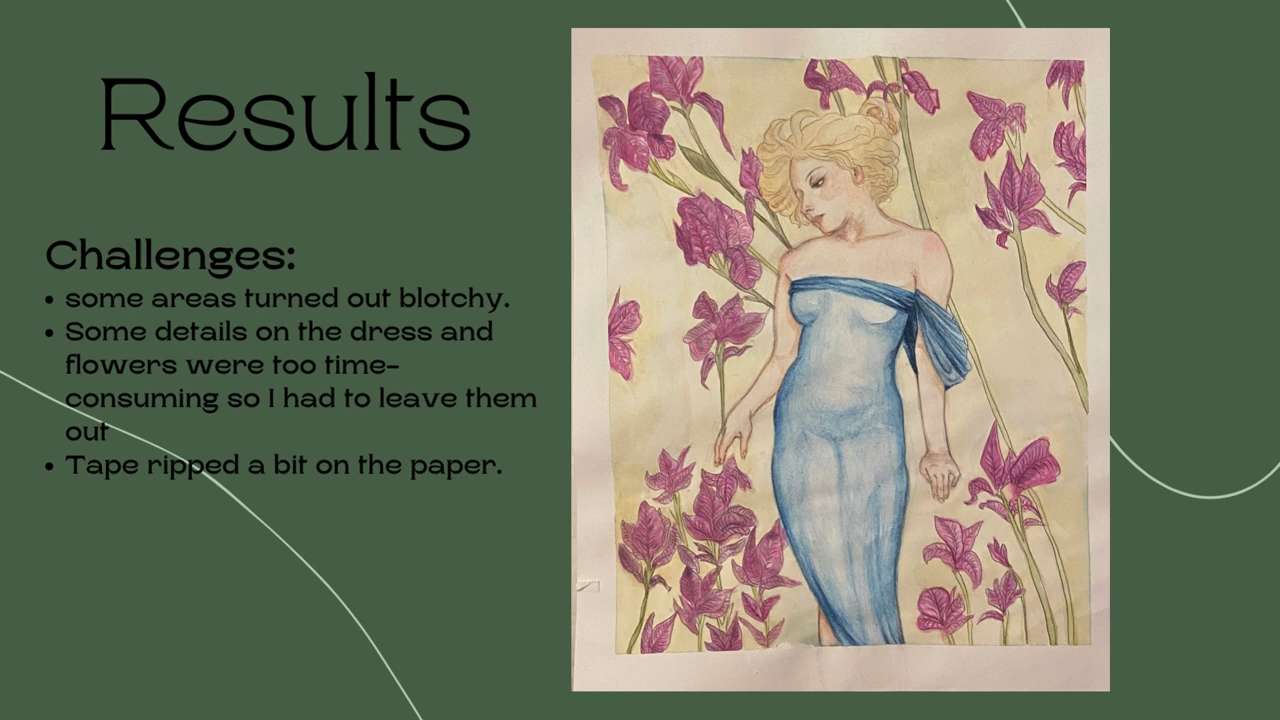 Results
Challenges:
• some areas turned out blotchy.
• Some details on the dress and
flowers were too time-
consuming so I had to leave them
out
• Tape ripped a bit on the paper.